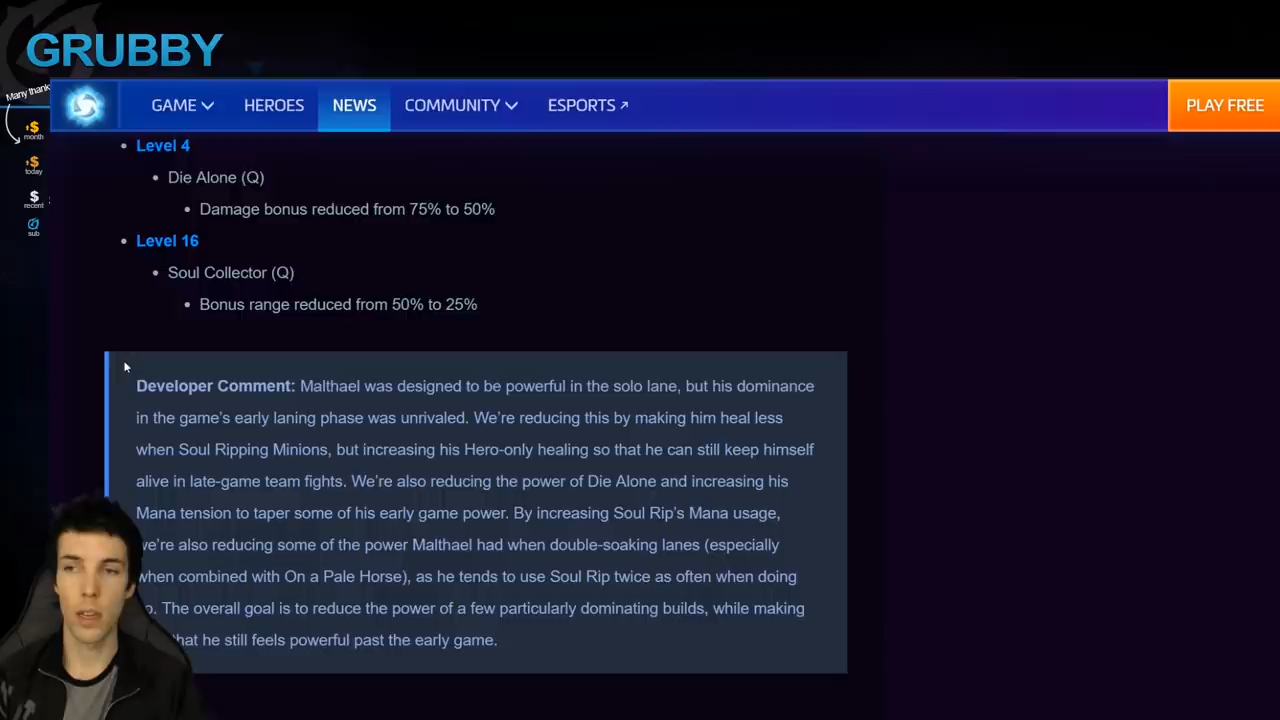 GRUBBY
Many thank
GAME HEROES NEWS COMMUNITY ESPORTS PLAY FREE
+$
month
+$
today
$
recent
sub
Level 4
Die Alone (Q)
Damage bonus reduced from 75% to 50%
Level 16
Soul Collector (Q)
Bonus range reduced from 50% to 25%
Developer Comment: Malthael was designed to be powerful in the solo lane, but his dominance
in the game's early laning phase was unrivaled. We're reducing this by making him heal less
when Soul Ripping Minions, but increasing his Hero-only healing so that he can still keep himself
alive in late-game team fights. We're also reducing the power of Die Alone and increasing his
Mana tension to taper some of his early game power. By increasing Soul Rip's Mana usage,
we're also reducing some of the power Malthael had when double-soaking lanes (especially
when combined with On a Pale Horse), as he tends to use Soul Rip twice as often when doing
o. The overall goal is to reduce the power of a few particularly dominating builds, while making
that he still feels powerful past the early game.